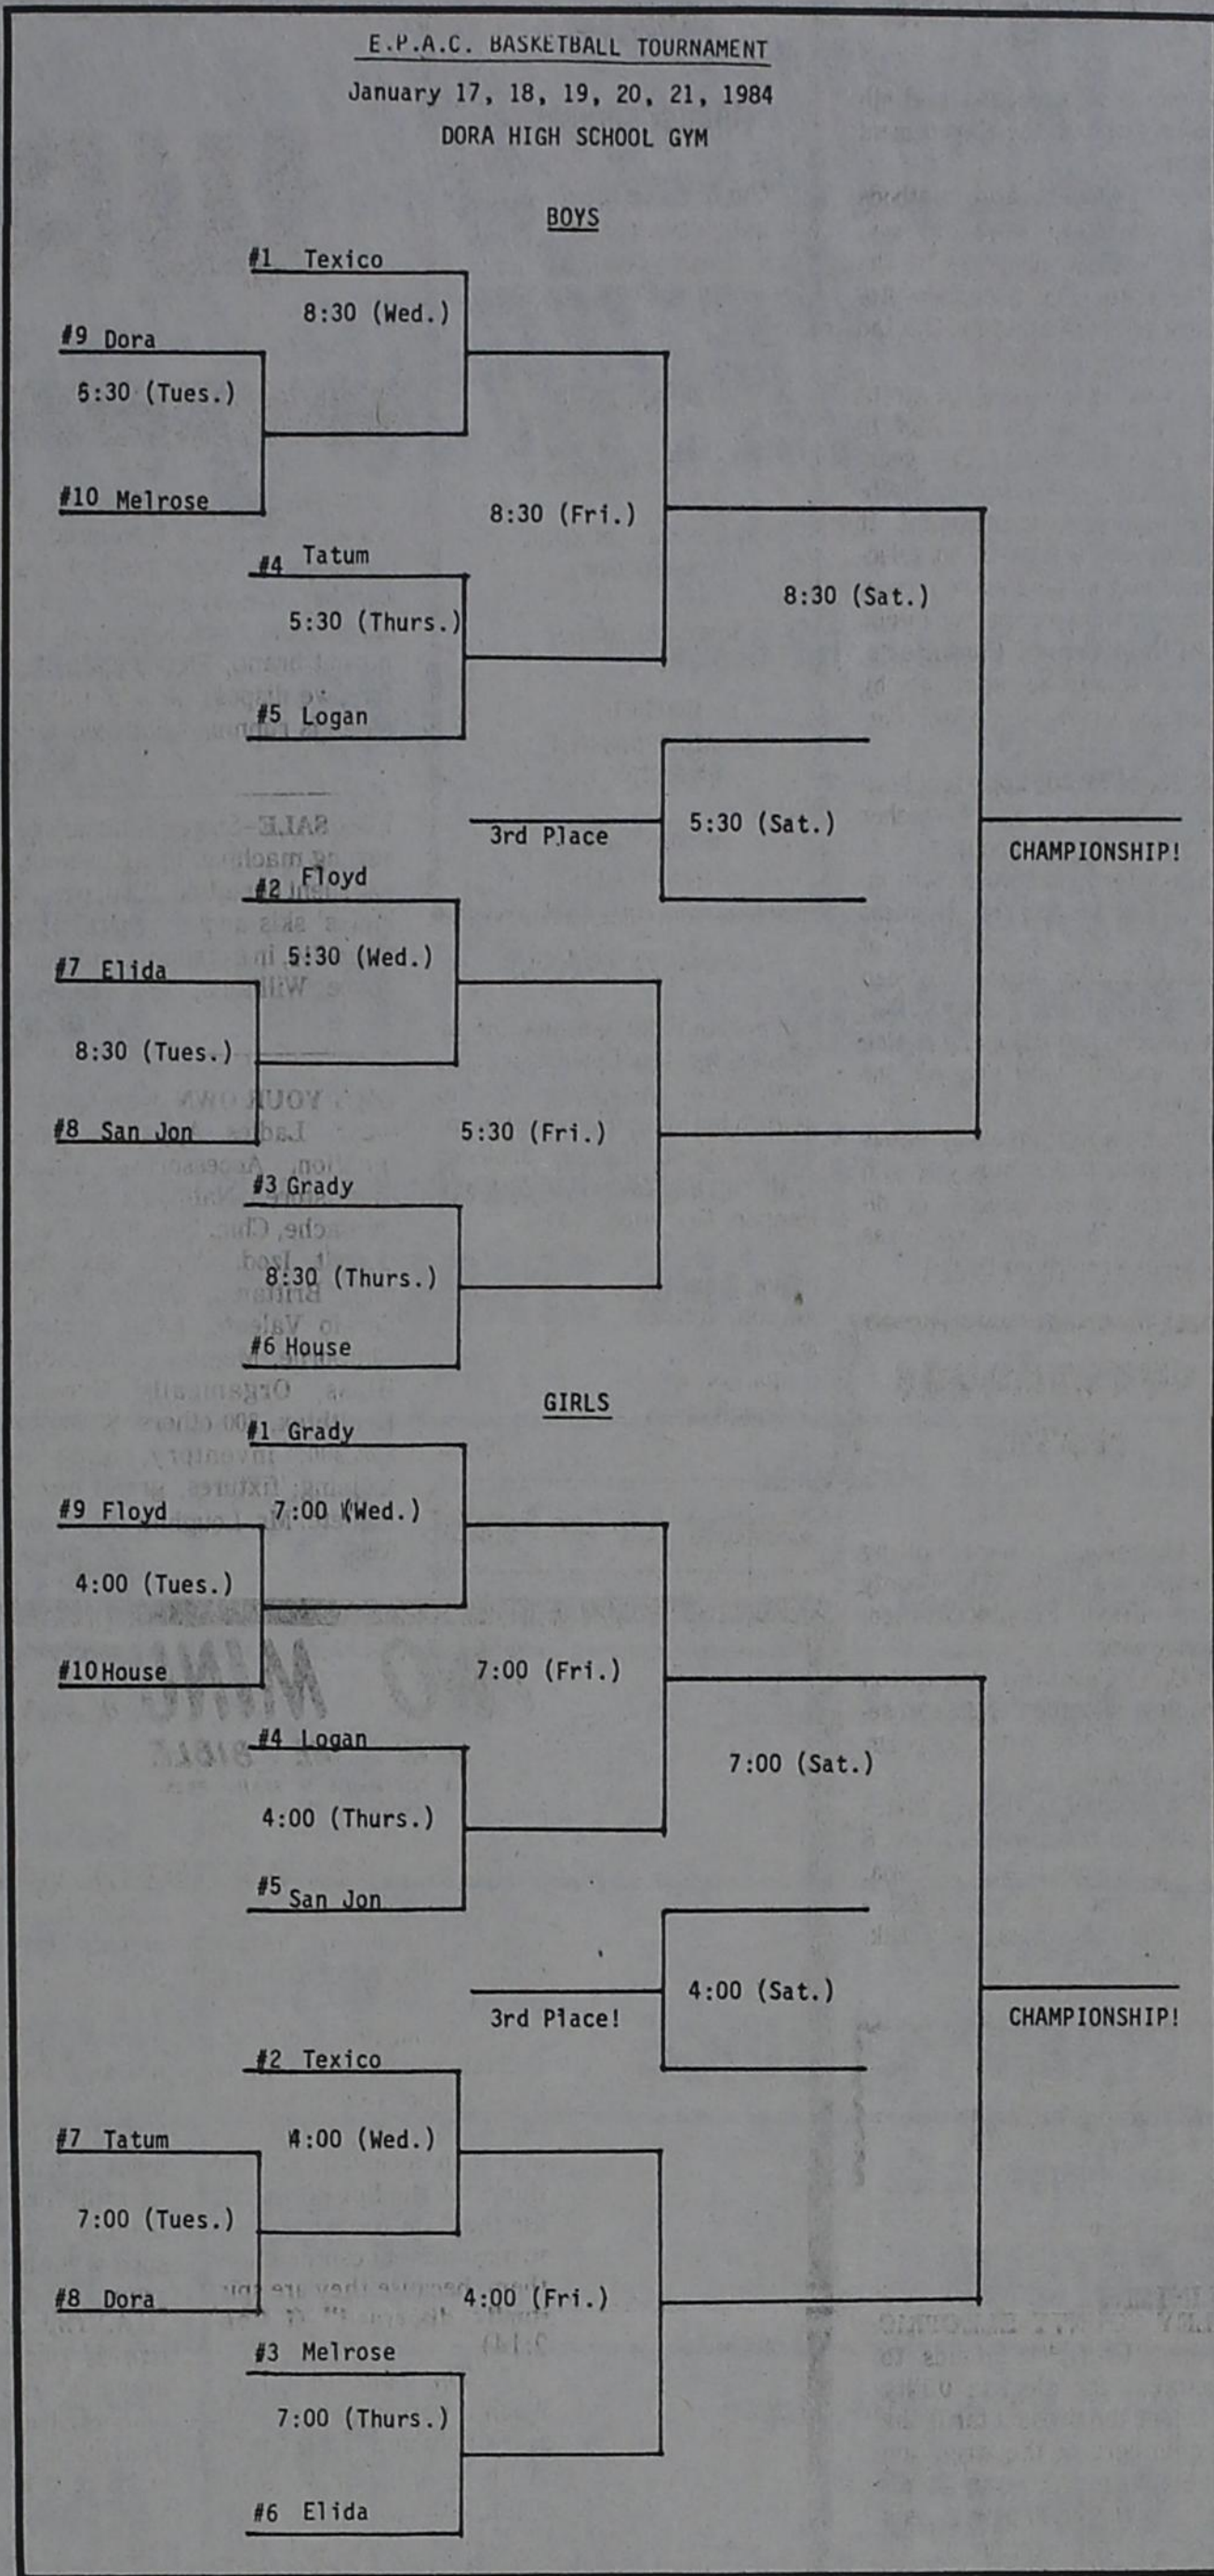 E.P.A.C. BASKETBALL TOURNAMENT
January 17, 18, 19, 20, 21, 1984
DORA HIGH SCHOOL GYM
BOYS
#1 Texico
8:30 (Wed.)
#9 Dora
5:30 (Tues.)
#10 Melrose
8:30 (Fri.)
#4 Tatum
8:30 (Sat.)
5:30 (Thurs.)
#5 Logan
5:30 (Sat.)
3rd Place
CHAMPIONSHIP!
#2 Floyd
5:30 (Wed.)
#7 Elida
8:30 (Tues.)
#8 San Jon
5:30 (Fri.)
#3 Grady
8:30 (Thurs.)
#6 House
GIRLS
#1 Grady
#9 Floyd
7:00 (Wed.)
4:00 (Tues.)
#10 House
7:00 (Fri.)
#4 Logan
7:00 (Sat.)
4:00 (Thurs.)
#5 San Jon
4:00 (Sat.)
3rd Place!
CHAMPIONSHIP!
#2 Texico
#7 Tatum
4:00 (Wed.)
7:00 (Tues.)
#8 Dora
4:00 (Fri.)
#3 Melrose
7:00 (Thurs.)
#6 Elida